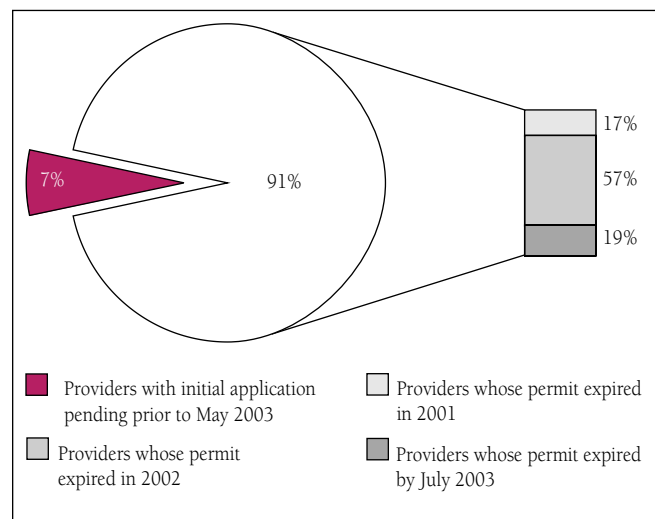 17%
7%
91%
57%
19%
Providers with initial application
pending prior to May 2003
Providers whose permit expired
in 2001
Providers whose permit
expired in 2002
Providers whose permit expired
by July 2003